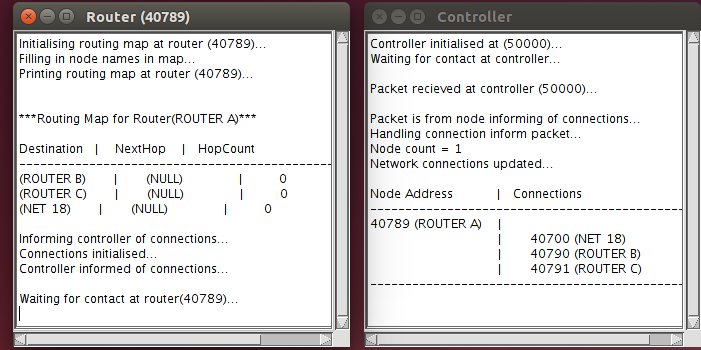 Router (40789)
Initialising routing map at router (40789)...
Filling in node names in map...
Printing routing map at router (40789)...
***Routing Map for Router(ROUTER A)***
Destination | NextHop | HopCount
--------------------------------------------------------------
(ROUTER B) | (NULL) | 0
(ROUTER C) | (NULL) | 0
(NET 18) | (NULL) | 0
Informing controller of connections...
Connections initialised...
Controller informed of connections...
Waiting for contact at router(40789)...
Controller
Controller initialised at (50000)...
Waiting for contact at controller...
Packet recieved at controller (50000)...
Packet is from node informing of connections...
Handling connection inform packet...
Node count = 1
Network connections updated...
Node Address | Connections
--------------------------------------------------------------
40789 (ROUTER A) |
| 40700 (NET 18)
| 40790 (ROUTER B)
| 40791 (ROUTER C)
--------------------------------------------------------------